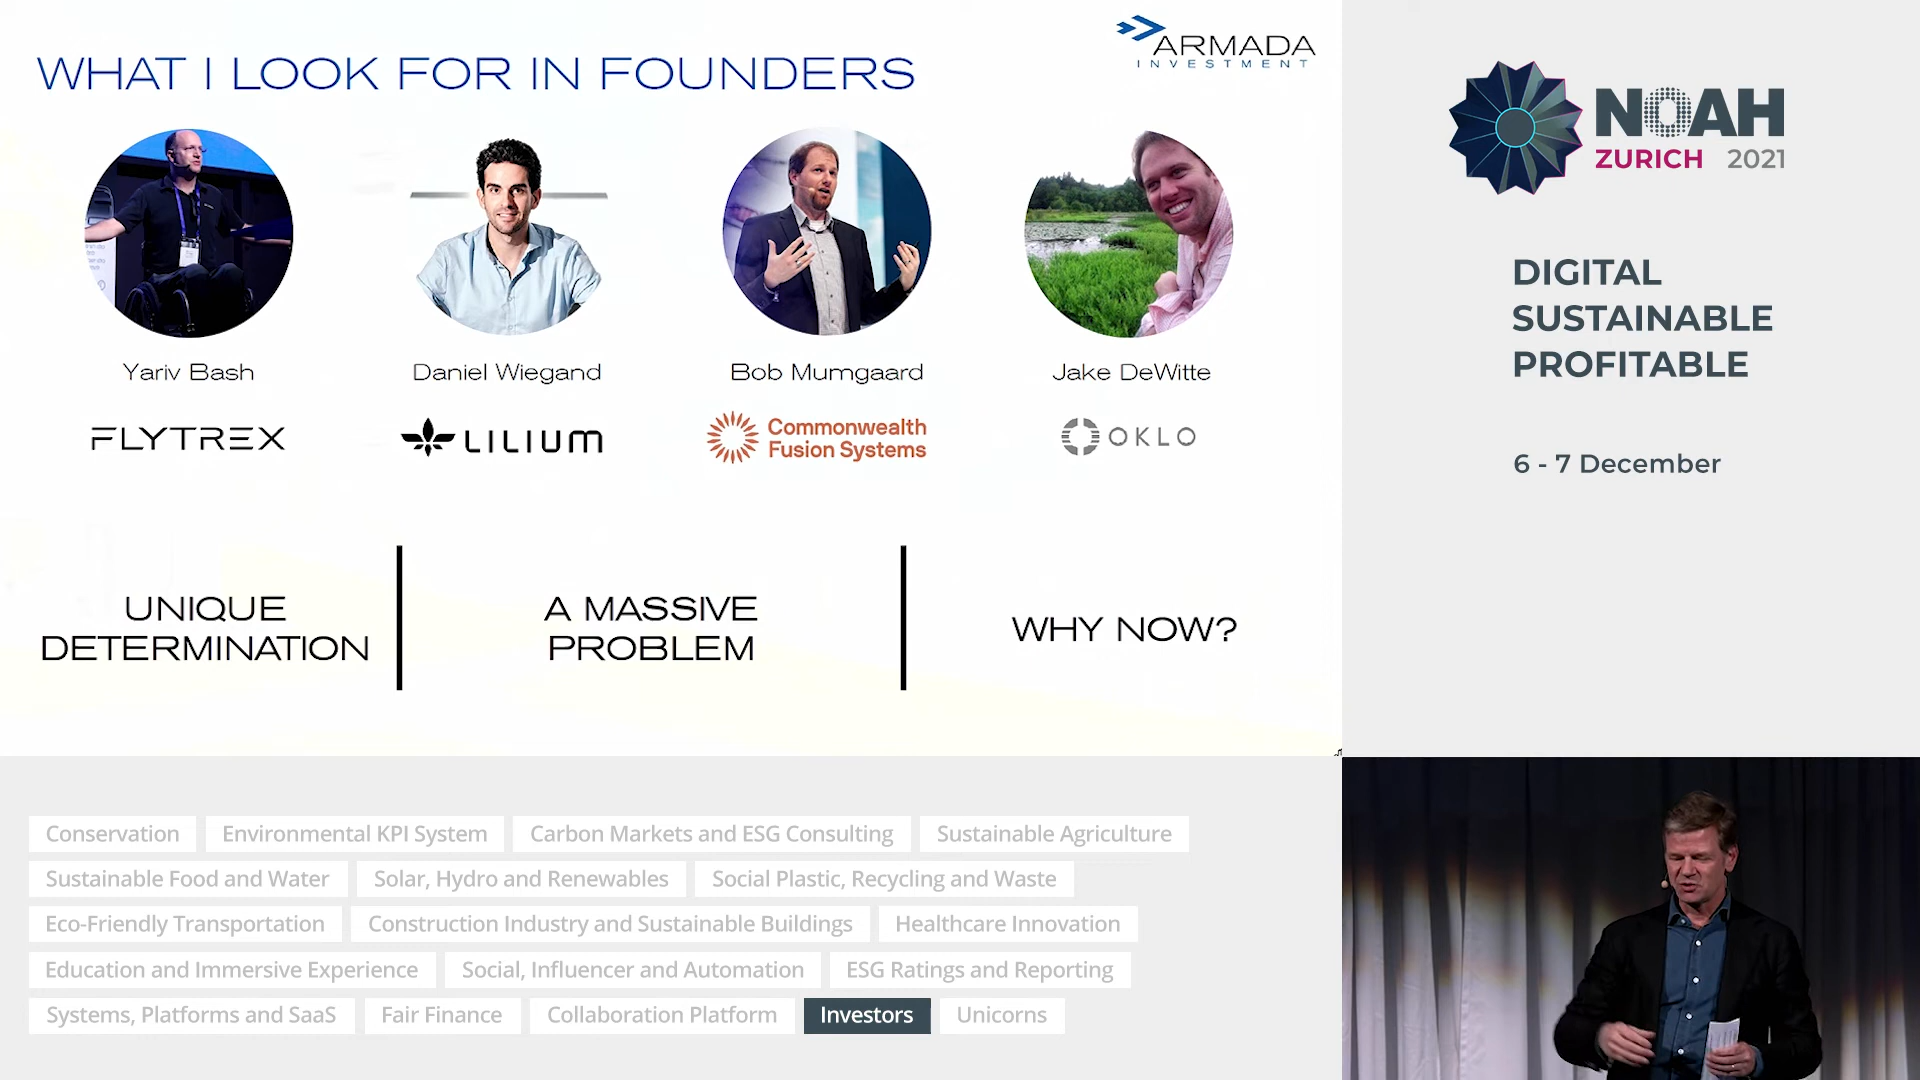 WHAT I LOOK FOR IN FOUNDERS
ARMADA
INVESTMENT
Yariv Bash
Daniel Wiegand
Bob Mumgaard
Jake DeWitte
FLYTREX
LILIUM
Commonwealth
Fusion Systems
OKLO
UNIQUE
DETERMINATION
A MASSIVE
PROBLEM
WHY NOW?
NOAH
ZURICH 2021
DIGITAL
SUSTAINABLE
PROFITABLE
6 - 7 December
Conservation
Environmental KPI System
Carbon Markets and ESG Consulting
Sustainable Agriculture
Sustainable Food and Water
Solar, Hydro and Renewables
Social Plastic, Recycling and Waste
Eco-Friendly Transportation
Construction Industry and Sustainable Buildings
Healthcare Innovation
Education and Immersive Experience
Social, Influencer and Automation
ESG Ratings and Reporting
Systems, Platforms and SaaS
Fair Finance
Collaboration Platform
Investors
Unicorns